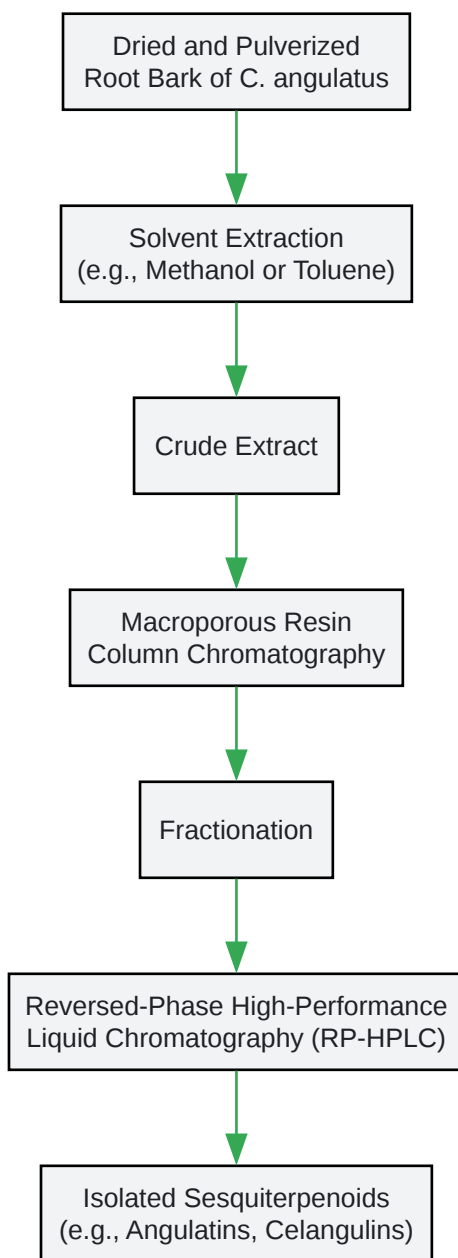 Dried and Pulverized
Root Bark of C. angulatus
Solvent Extraction
(e.g., Methanol or Toluene)
Crude Extract
Macroporous Resin
Column Chromatography
Fractionation
Reversed-Phase High-Performance
Liquid Chromatography (RP-HPLC)
Isolated Sesquiterpenoids
(e.g., Angulatins, Celangulins)